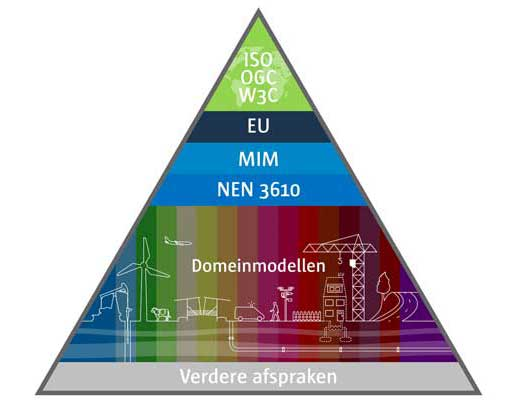 ISO
OGC
W3C
EU
MIM
NEN 3610
Domeinmodellen
Verdere afspraken